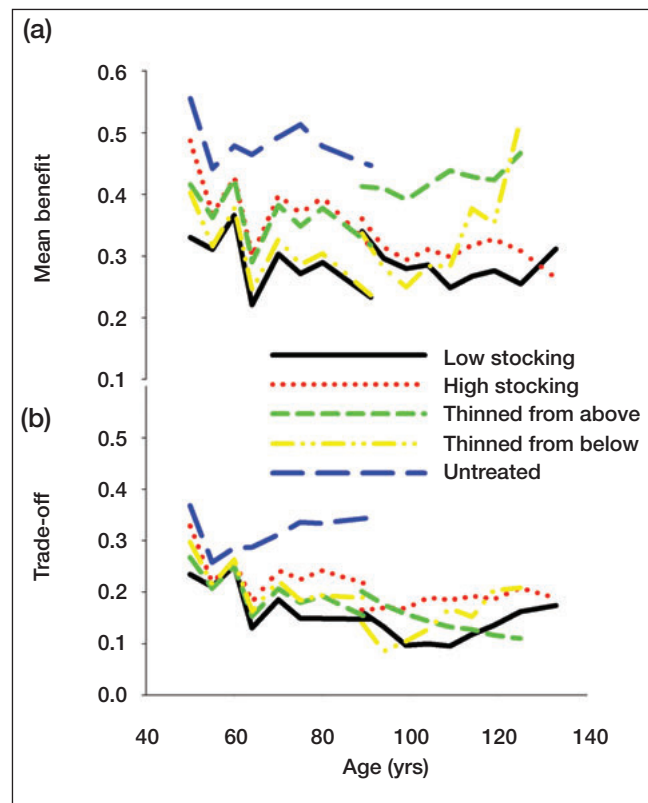 (a)
0.6
0.5
0.4
0.3
0.2
0.1
Mean benefit
Low stocking
High stocking
Thinned from above
Thinned from below
Untreated
(b)
0.5
0.4
0.3
0.2
0.1
0.0
Trade-off
40 60 80 100 120 140
Age (yrs)